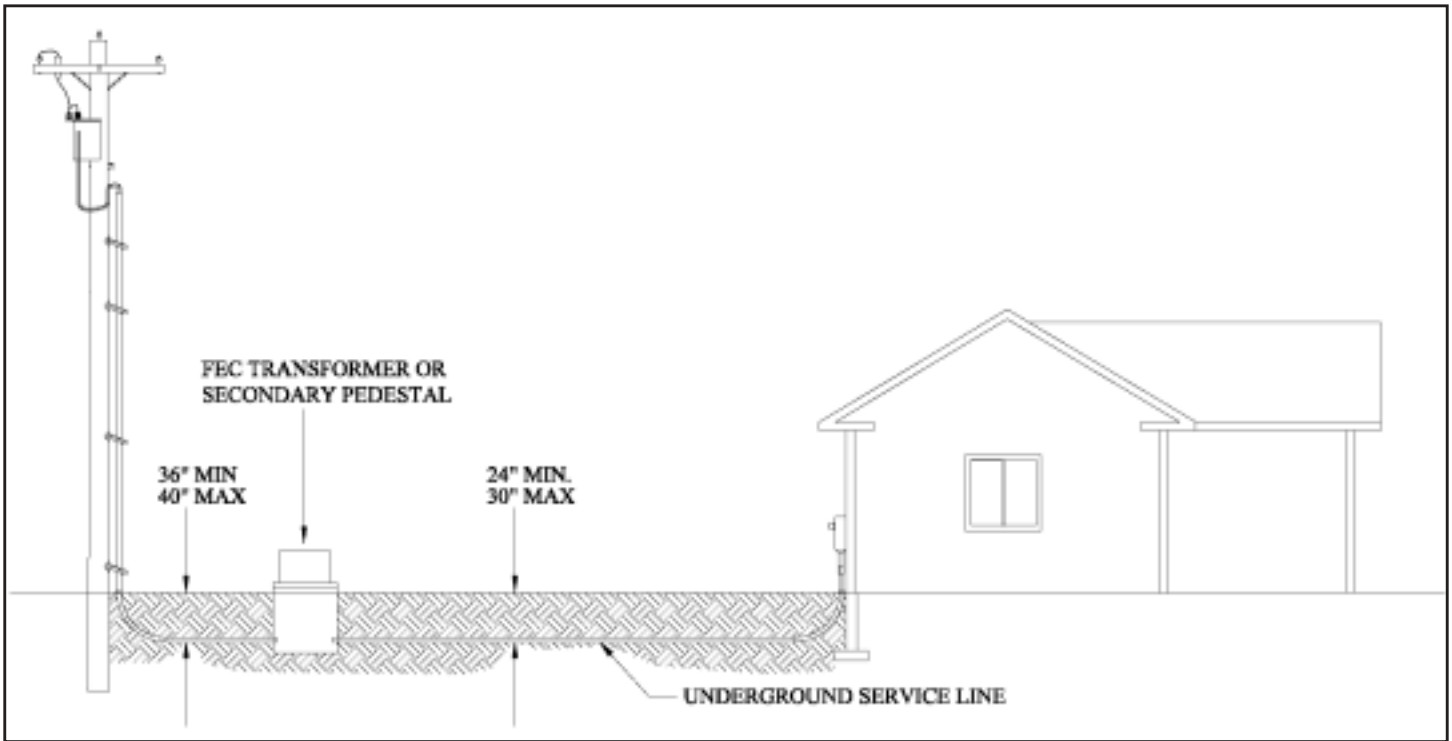 FEC TRANSFORMER OR
SECONDARY PEDESTAL
36" MIN
40" MAX
24" MIN.
30" MAX
UNDERGROUND SERVICE LINE